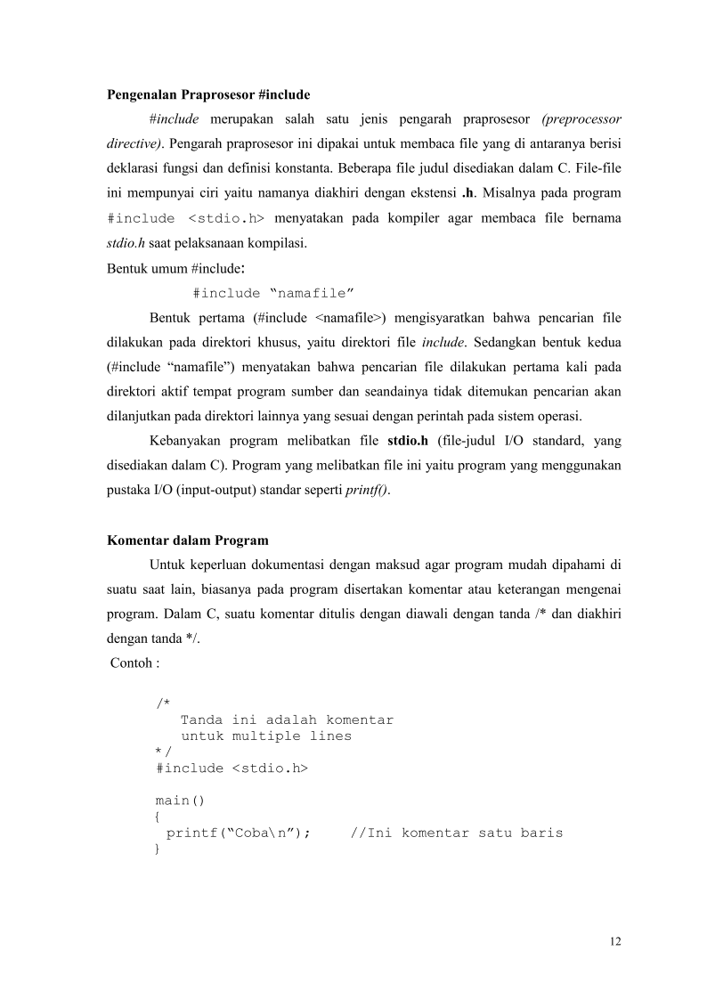 Pengenalan Praprosesor #include
#include merupakan salah satu jenis pengarah praprosesor (preprocessor
directive). Pengarah praprosesor ini dipakai untuk membaca file yang di antaranya berisi
deklarasi fungsi dan definisi konstanta. Beberapa file judul disediakan dalam C. File-file
ini mempunyai ciri yaitu namanya diakhiri dengan ekstensi .h. Misalnya pada program
#include <stdio.h> menyatakan pada kompiler agar membaca file bernama
stdio.h saat pelaksanaan kompilasi.
Bentuk umum #include:
#include “namafile”
Bentuk pertama (#include <namafile>) mengisyaratkan bahwa pencarian file
dilakukan pada direktori khusus, yaitu direktori file include. Sedangkan bentuk kedua
(#include “namafile”) menyatakan bahwa pencarian file dilakukan pertama kali pada
direktori aktif tempat program sumber dan seandainya tidak ditemukan pencarian akan
dilanjutkan pada direktori lainnya yang sesuai dengan perintah pada sistem operasi.
Kebanyakan program melibatkan file stdio.h (file-judul I/O standard, yang
disediakan dalam C). Program yang melibatkan file ini yaitu program yang menggunakan
pustaka I/O (input-output) standar seperti printf().
Komentar dalam Program
Untuk keperluan dokumentasi dengan maksud agar program mudah dipahami di
suatu saat lain, biasanya pada program disertakan komentar atau keterangan mengenai
program. Dalam C, suatu komentar ditulis dengan diawali dengan tanda /* dan diakhiri
dengan tanda */.
Contoh :
/*
Tanda ini adalah komentar
untuk multiple lines
*/
#include <stdio.h>
main()
{
printf(“Coba\n”); //Ini komentar satu baris
}
12